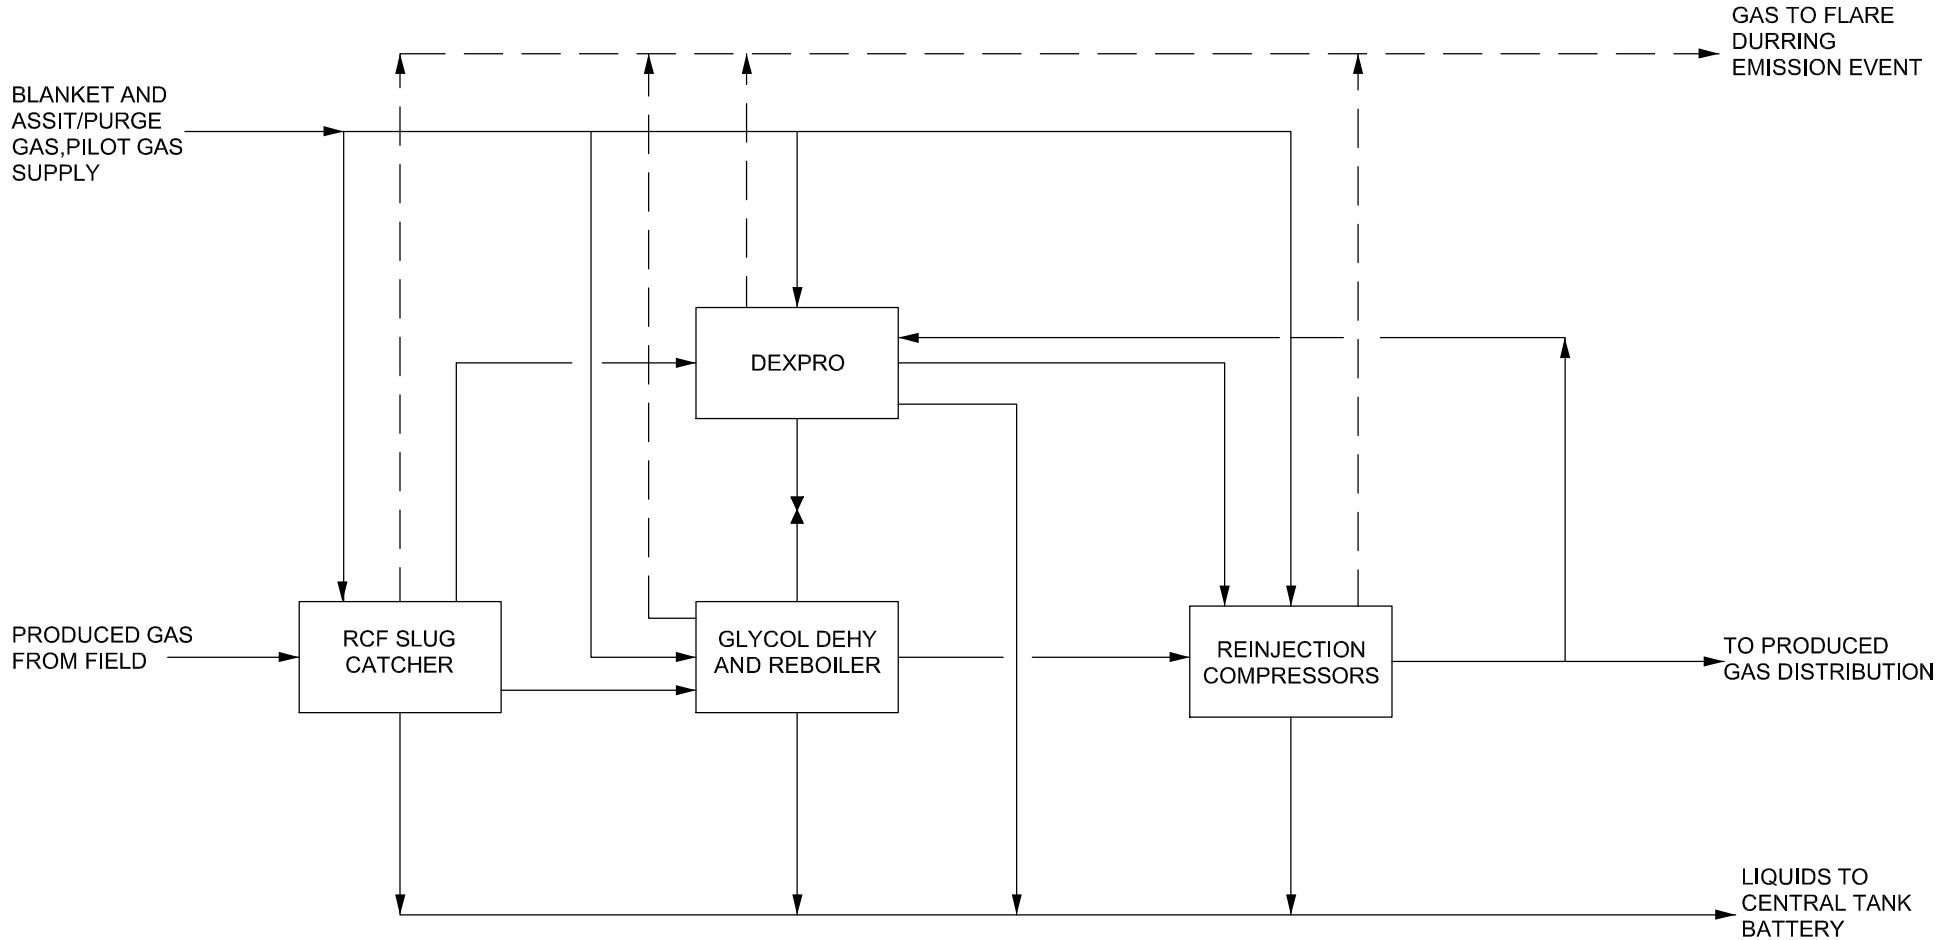 GAS TO FLARE
DURRING
EMISSION EVENT
BLANKET AND
ASSIT/PURGE
GAS,PILOT GAS
SUPPLY
DEXPRO
PRODUCED GAS
FROM FIELD
RCF SLUG
CATCHER
GLYCOL DEHY
AND REBOILER
REINJECTION
COMPRESSORS
TO PRODUCED
GAS DISTRIBUTION
LIQUIDS TO
CENTRAL TANK
BATTERY